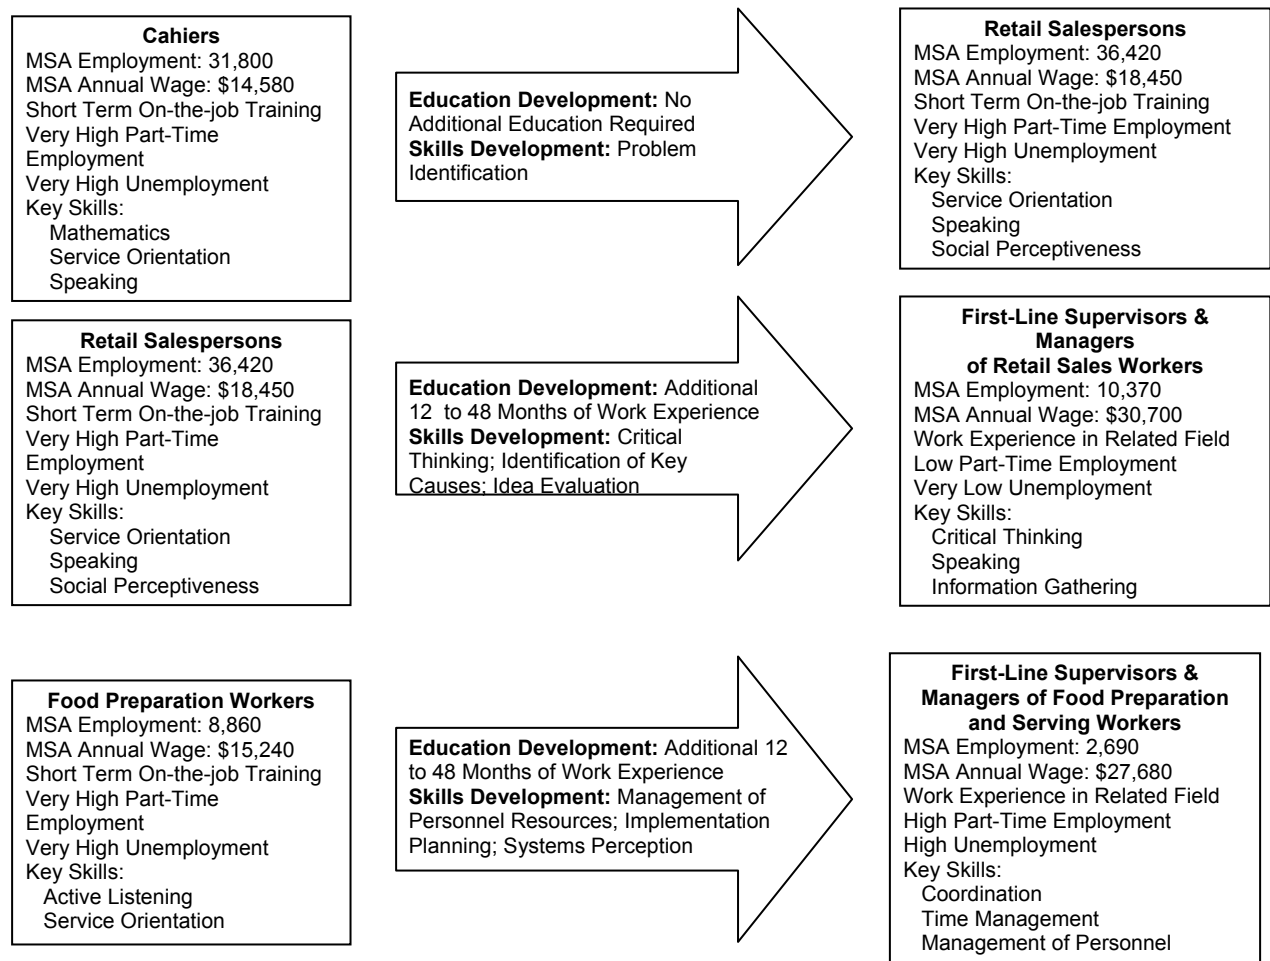 Cahiers
MSA Employment: 31,800
MSA Annual Wage: $14,580
Short Term On-the-job Training
Very High Part-Time
Employment
Very High Unemployment
Key Skills:
Mathematics
Service Orientation
Speaking
Education Development: No
Additional Education Required
Skills Development: Problem
Identification
Retail Salespersons
MSA Employment: 36,420
MSA Annual Wage: $18,450
Short Term On-the-job Training
Very High Part-Time Employment
Very High Unemployment
Key Skills:
Service Orientation
Speaking
Social Perceptiveness
Retail Salespersons
MSA Employment: 36,420
MSA Annual Wage: $18,450
Short Term On-the-job Training
Very High Part-Time
Employment
Very High Unemployment
Key Skills:
Service Orientation
Speaking
Social Perceptiveness
Education Development: Additional
12 to 48 Months of Work Experience
Skills Development: Critical
Thinking; Identification of Key
Causes; Idea Evaluation
First-Line Supervisors &
Managers
of Retail Sales Workers
MSA Employment: 10,370
MSA Annual Wage: $30,700
Work Experience in Related Field
Low Part-Time Employment
Very Low Unemployment
Key Skills:
Critical Thinking
Speaking
Information Gathering
Food Preparation Workers
MSA Employment: 8,860
MSA Annual Wage: $15,240
Short Term On-the-job Training
Very High Part-Time
Employment
Very High Unemployment
Key Skills:
Active Listening
Service Orientation
Education Development: Additional 12
to 48 Months of Work Experience
Skills Development: Management of
Personnel Resources; Implementation
Planning; Systems Perception
First-Line Supervisors &
Managers of Food Preparation
and Serving Workers
MSA Employment: 2,690
MSA Annual Wage: $27,680
Work Experience in Related Field
High Part-Time Employment
High Unemployment
Key Skills:
Coordination
Time Management
Management of Personnel